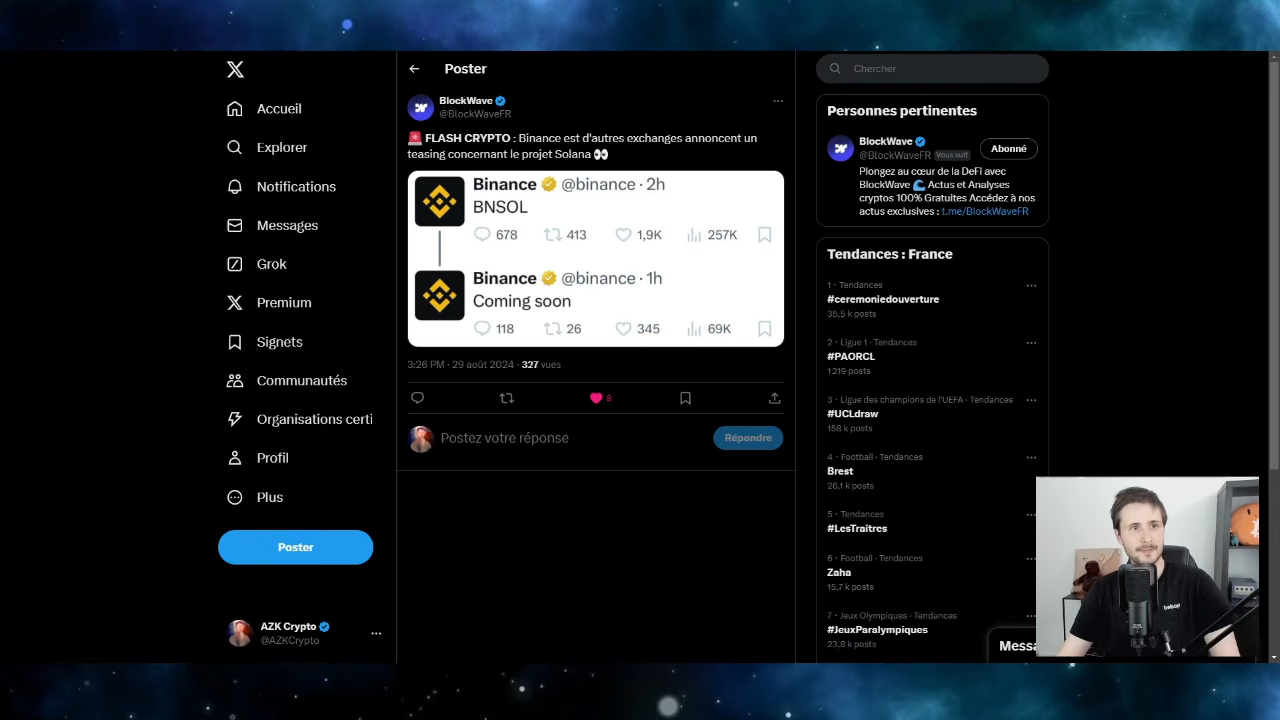 Accueil
Explorer
Notifications
Messages
Grok
Premium
Signets
Communautés
Organisations certi
Profil
Plus
Poster
AZK Crypto
@AZKCrypto
Poster
BlockWave
@BlockWaveFR
FLASH CRYPTO : Binance est d'autres exchanges annoncent un
teasing concernant le projet Solana
Binance @binance · 2h
BNSOL
678 413 1,9K 257K
Binance @binance · 1h
Coming soon
118 26 345 69K
3:26 PM · 29 août 2024 · 327 vues
8
Postez votre réponse
Répondre
Chercher
Personnes pertinentes
BlockWave
Abonné
@BlockWaveFR Vous suit
Plongez au cœur de la DeFi avec
BlockWave Actus et Analyses
cryptos 100% Gratuites Accédez à nos
actus exclusives : t.me/BlockWaveFR
Tendances : France
1 · Tendances
#ceremoniedouverture
35,5 k posts
2 · Ligue 1 · Tendances
#PAORCL
1 219 posts
3 · Ligue des champions de l'UEFA · Tendances
#UCLdraw
158 k posts
4 · Football · Tendances
Brest
26,1 k posts
5 · Tendances
#LesTraitres
6 · Football · Tendances
Zaha
15,7 k posts
7 · Jeux Olympiques · Tendances
#JeuxParalympiques
23,8 k posts
Messa
bebop